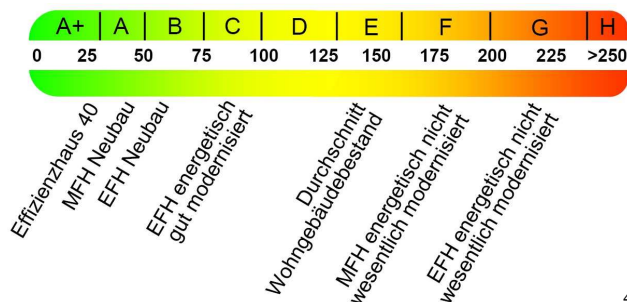 A+ A B C D E F G H
0 25 50 75 100 125 150 175 200 225 >250
Effizienzhaus 40
MFH Neubau
EFH Neubau
EFH energetisch
gut modernisiert
Durchschnitt
Wohngebäudebestand
MFH energetisch nicht
wesentlich modernisiert
EFH energetisch nicht
wesentlich modernisiert